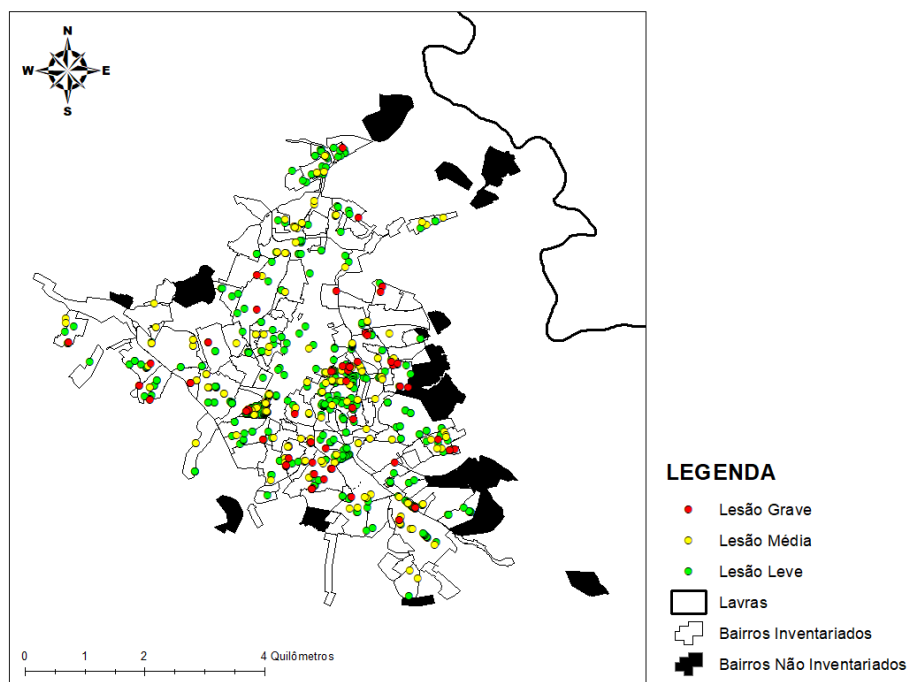 N
W E
S
LEGENDA
Lesão Grave
Lesão Média
Lesão Leve
Lavras
Bairros Inventariados
Bairros Não Inventariados
0 1 2 4 Quilômetros